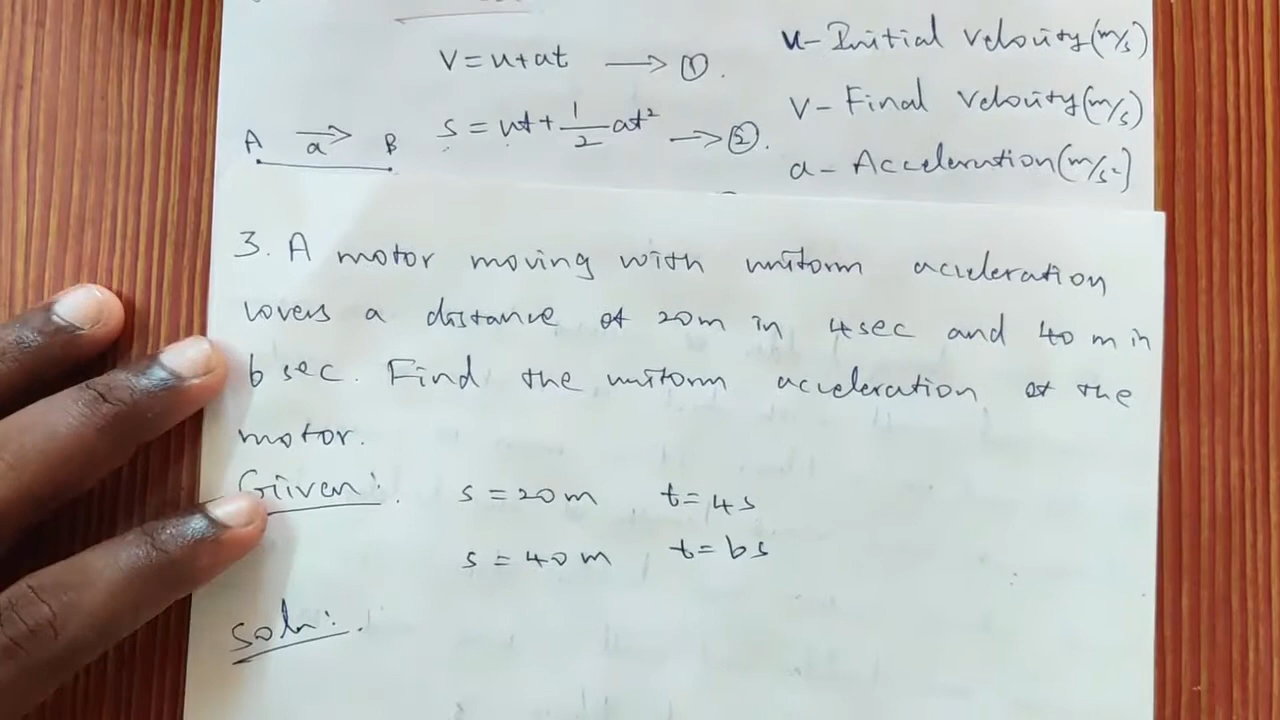 v = u + at → ①.
u – Initial Velocity (m/s)
A a→ B s = ut + 1/2 at² → ②.
v – Final Velocity (m/s)
a – Acceleration (m/s²)
3. A motor moving with uniform acceleration
covers a distance of 20m in 4sec and 40 m in
6 sec. Find the uniform acceleration of the
motor.
Given:. s = 20m t = 4s
s = 40m t = 6s
Soln:.